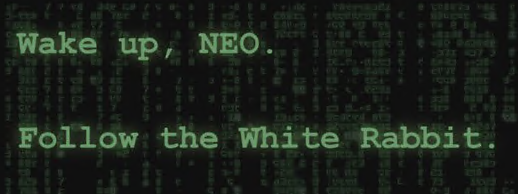 Wake up, NEO.
Follow the White Rabbit.